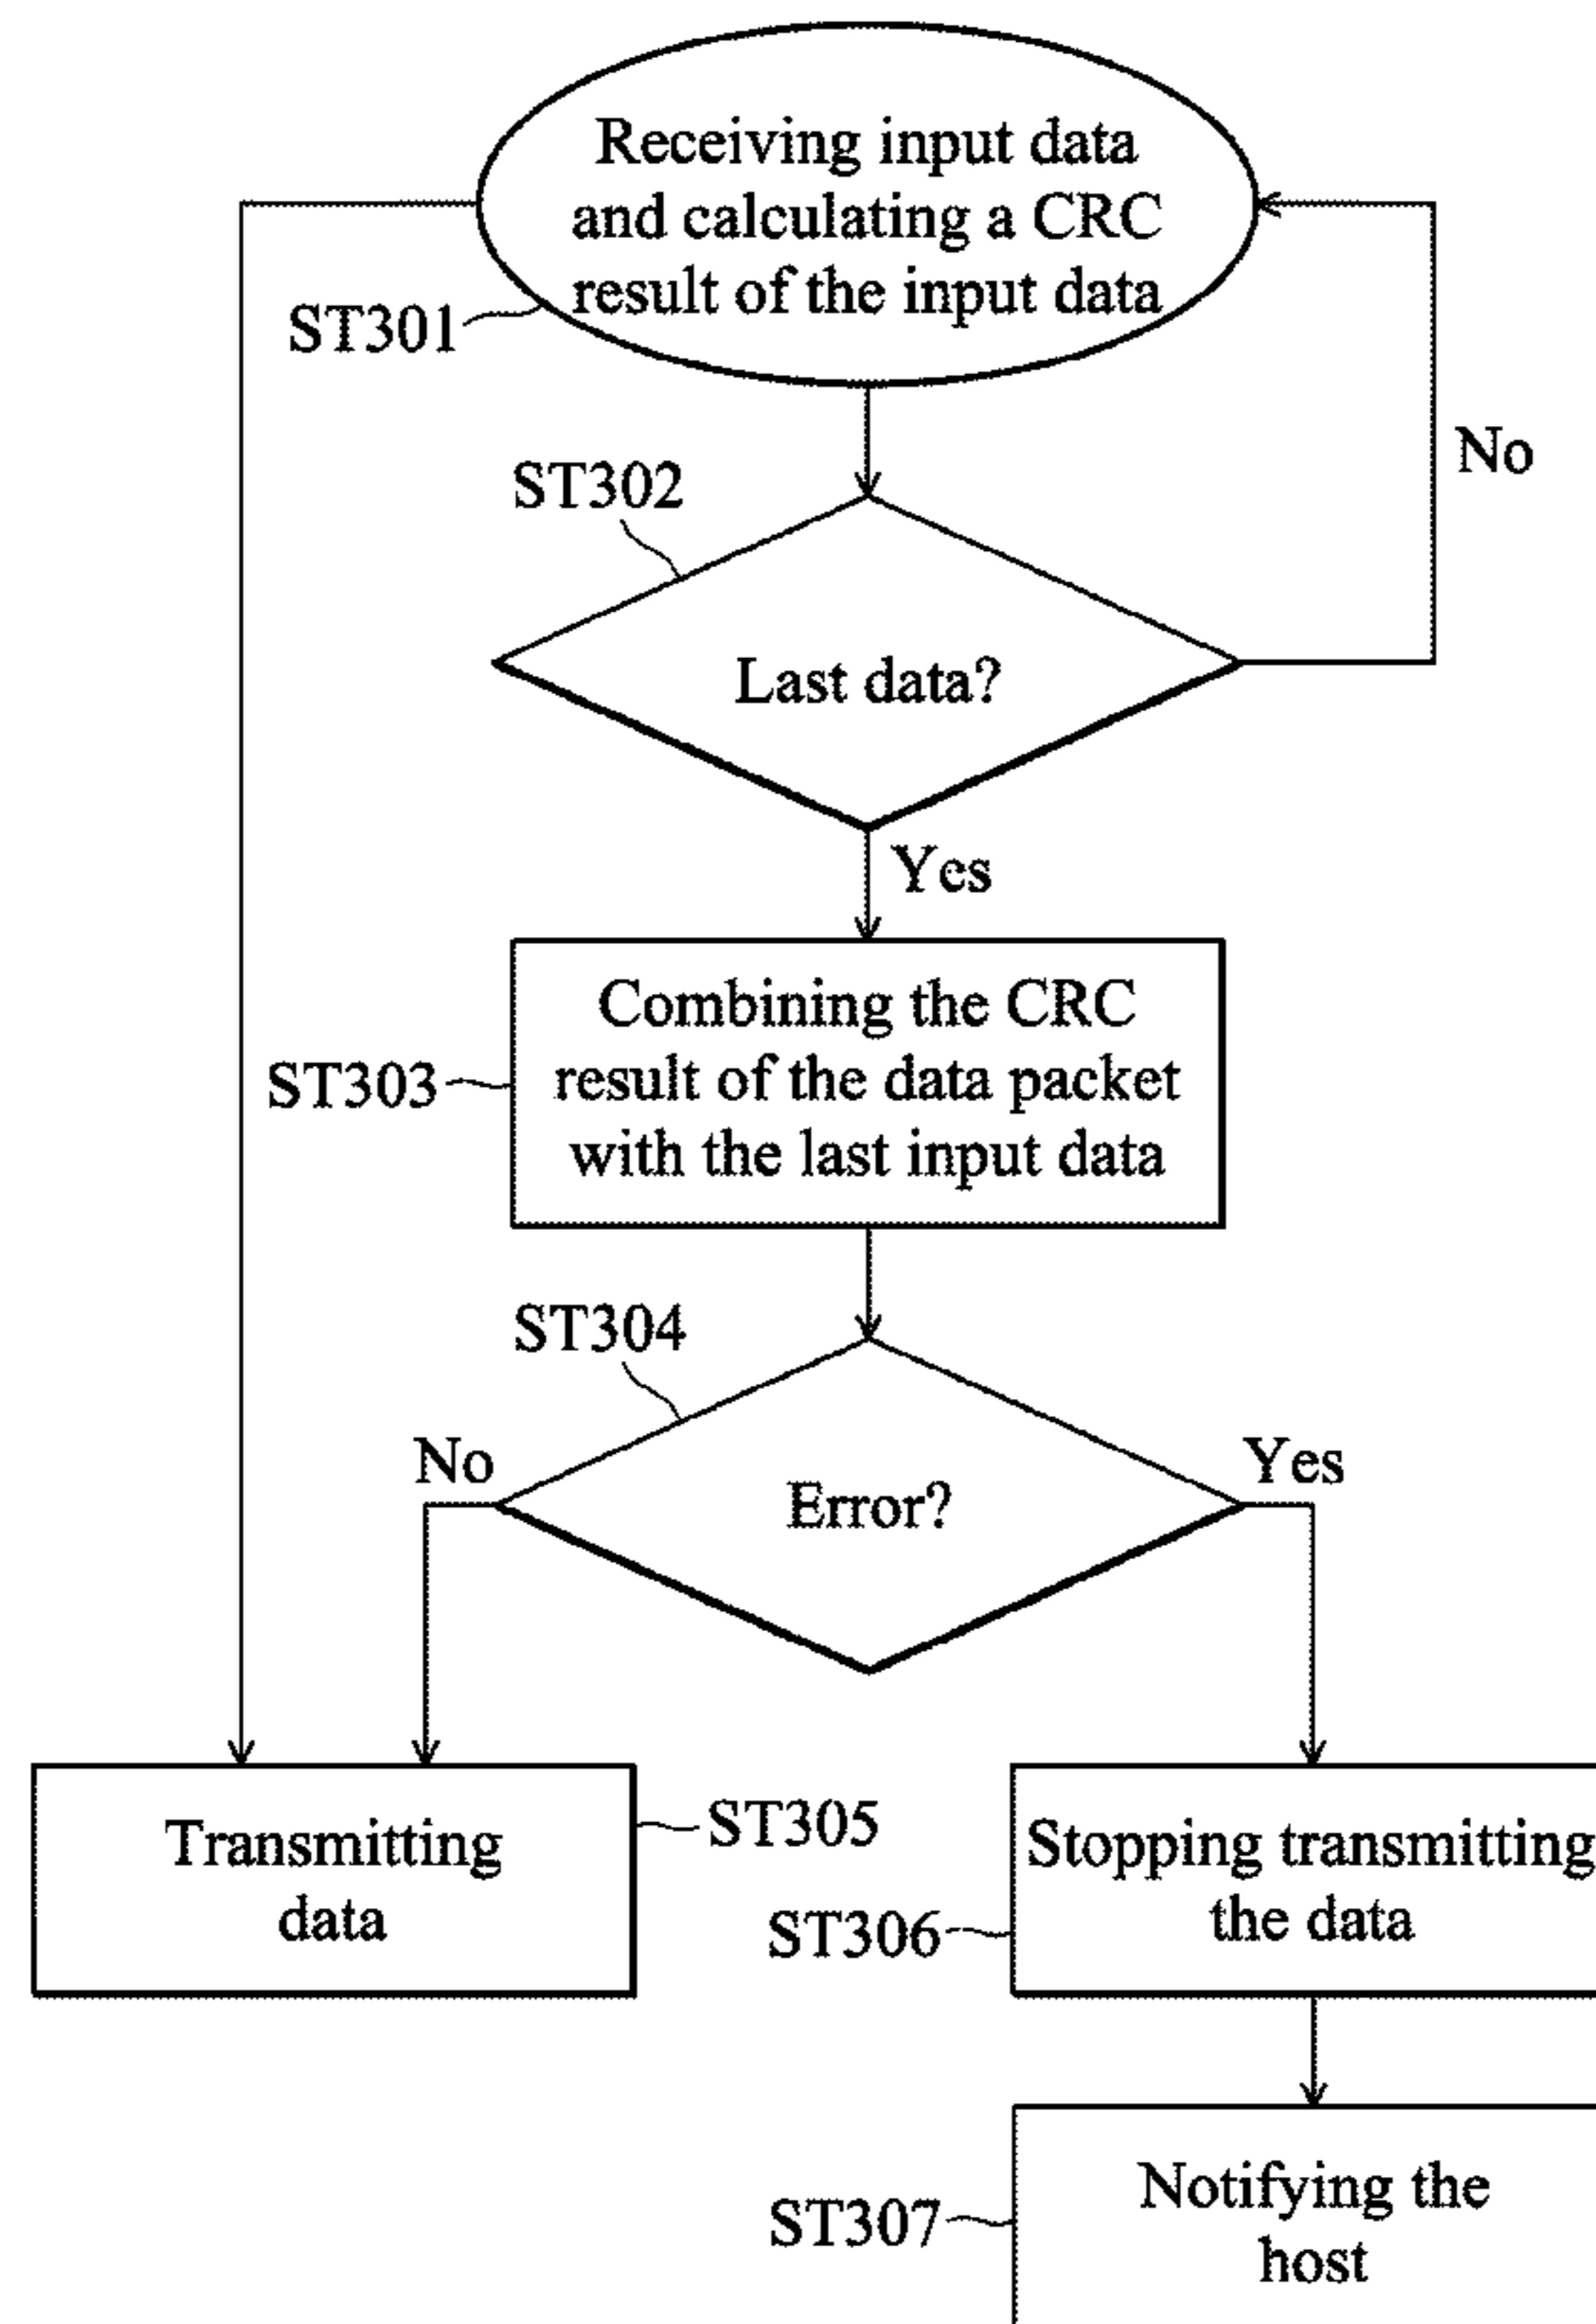 Receiving input data
and calculating a CRC
result of the input data
ST301
No
ST302
Last data?
Yes
Combining the CRC
result of the data packet
with the last input data
ST303
ST304
No
Yes
Error?
Transmitting
data
ST305
Stopping transmitting
the data
ST306
Notifying the
host
ST307